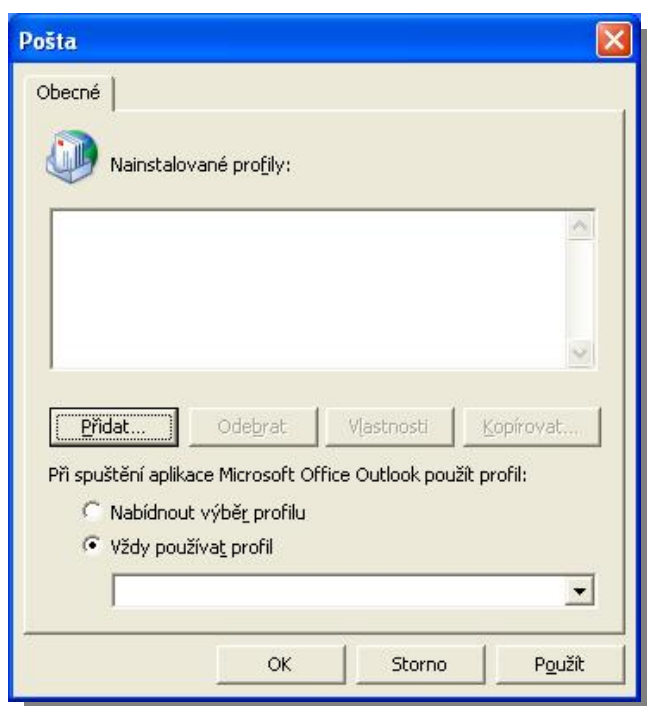 Pošta
Obecné
Nainstalované profily:
Přidat...
Odebrat
Vlastnosti
Kopírovat...
Při spuštění aplikace Microsoft Office Outlook použít profil:
Nabídnout výběr profilu
Vždy používat profil
OK
Storno
Použít